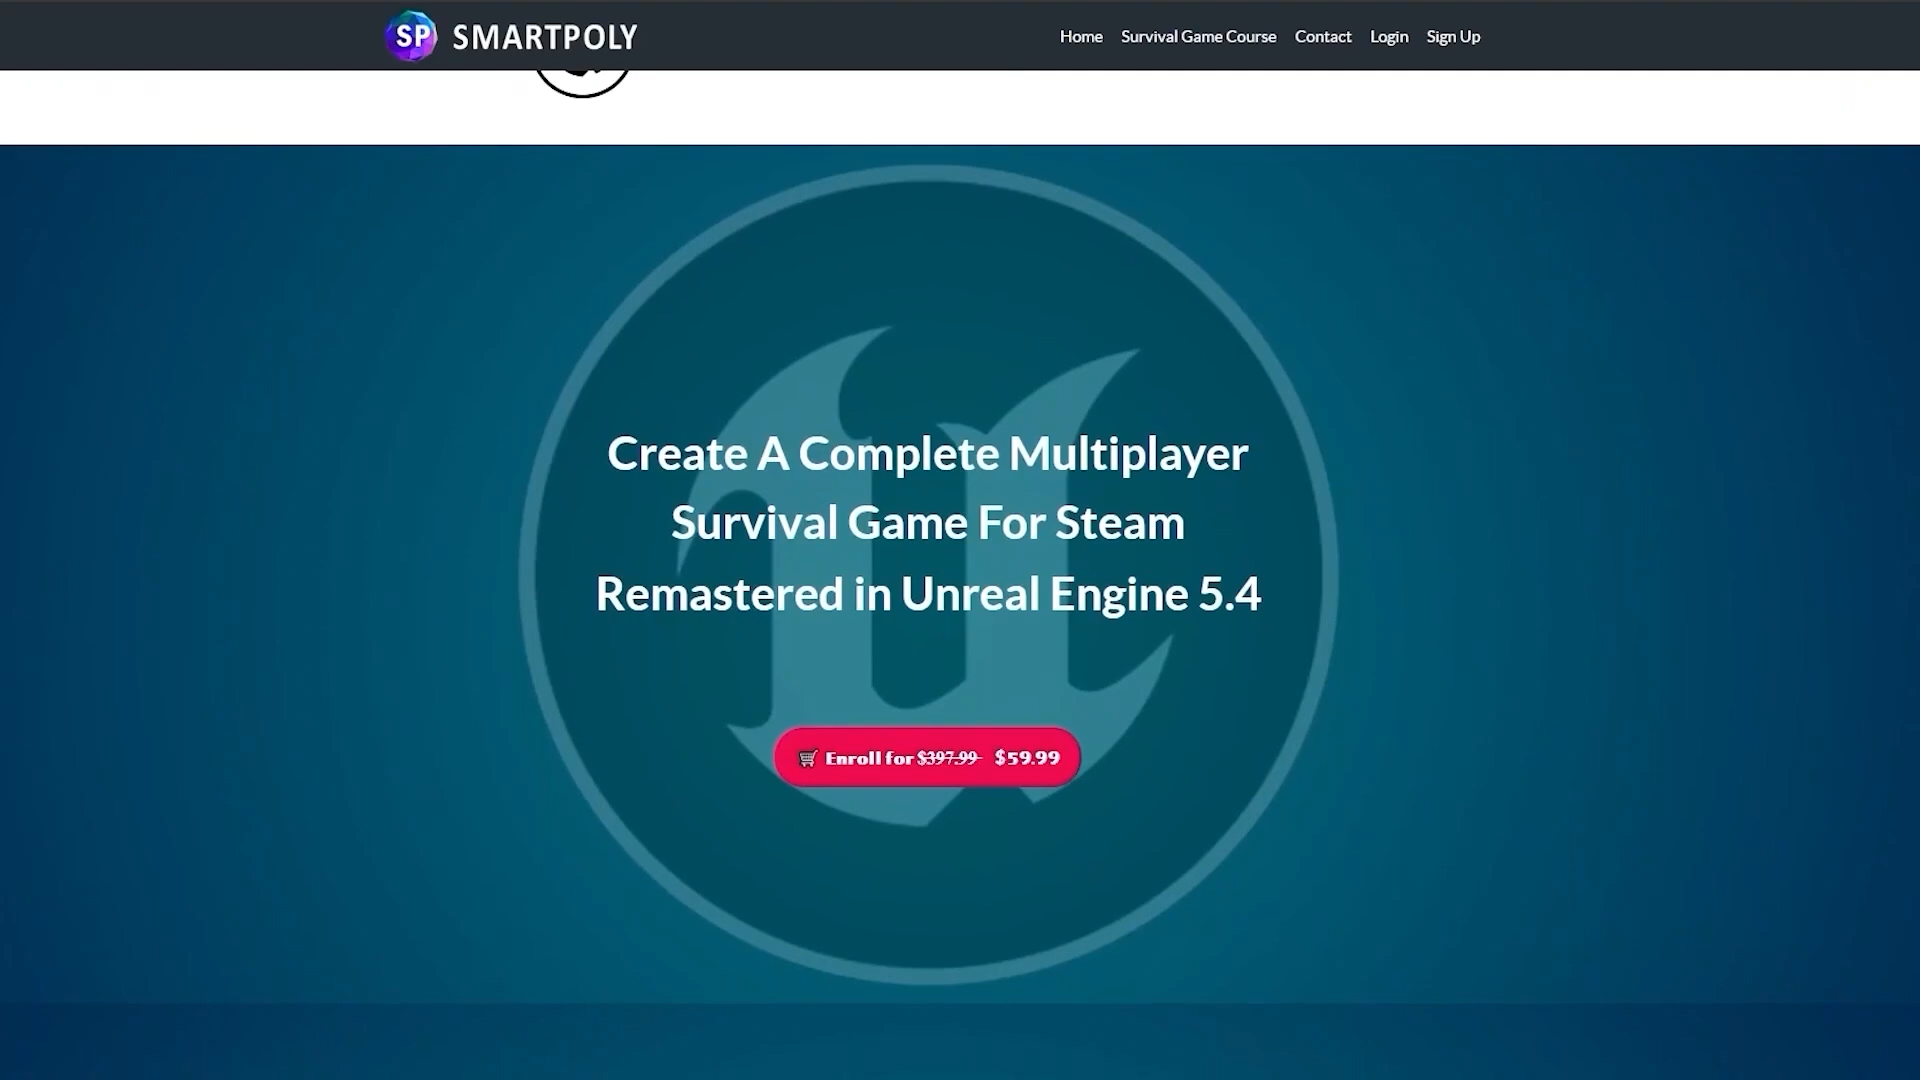 SP SMARTPOLY
Home Survival Game Course Contact Login Sign Up
Create A Complete Multiplayer
Survival Game For Steam
Remastered in Unreal Engine 5.4
Enroll for $397.99 $59.99